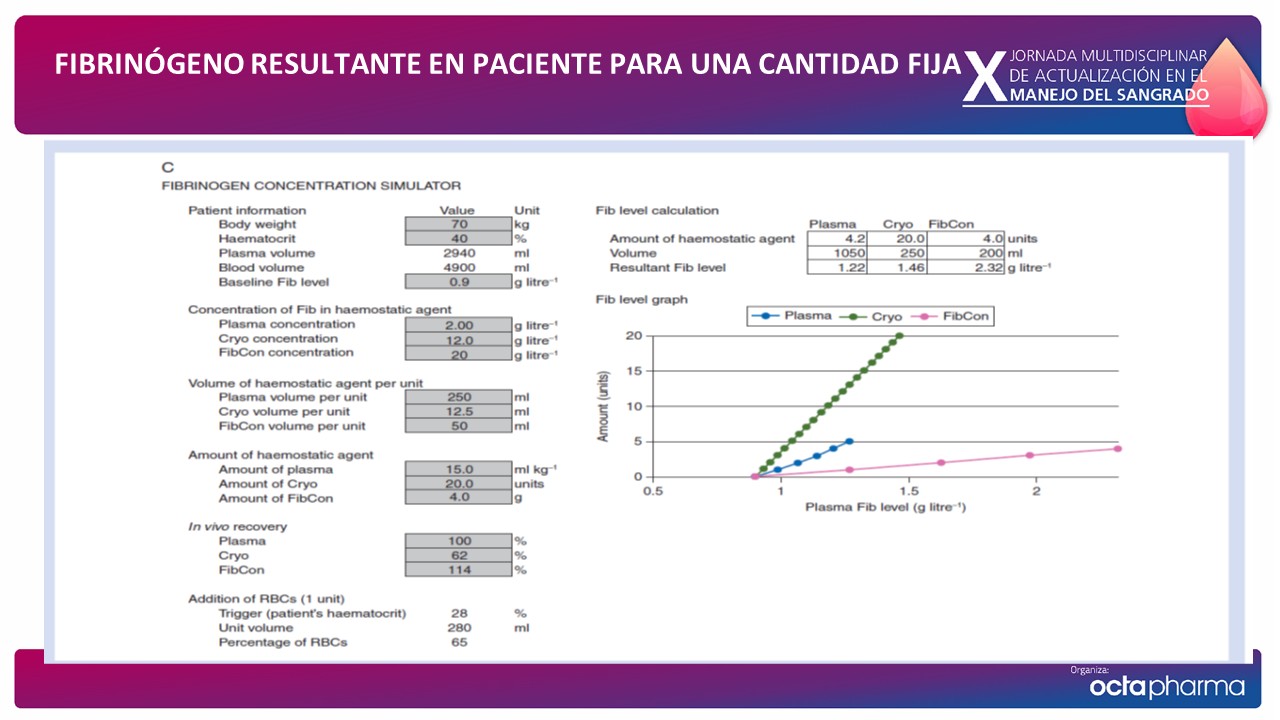 FIBRINÓGENO RESULTANTE EN PACIENTE PARA UNA CANTIDAD FIJA
X JORNADA MULTIDISCIPLINAR
DE ACTUALIZACIÓN EN EL
MANEJO DEL SANGRADO
C
FIBRINOGEN CONCENTRATION SIMULATOR
Patient information Value Unit
Body weight 70 kg
Haematocrit 40 %
Plasma volume 2940 ml
Blood volume 4900 ml
Baseline Fib level 0.9 g litre⁻¹
Concentration of Fib in haemostatic agent
Plasma concentration 2.00 g litre⁻¹
Cryo concentration 12.0 g litre⁻¹
FibCon concentration 20 g litre⁻¹
Volume of haemostatic agent per unit
Plasma volume per unit 250 ml
Cryo volume per unit 12.5 ml
FibCon volume per unit 50 ml
Amount of haemostatic agent
Amount of plasma 15.0 ml kg⁻¹
Amount of Cryo 20.0 units
Amount of FibCon 4.0 g
In vivo recovery
Plasma 100 %
Cryo 62 %
FibCon 114 %
Addition of RBCs (1 unit)
Trigger (patient's haematocrit) 28 %
Unit volume 280 ml
Percentage of RBCs 65
Fib level calculation
Plasma Cryo FibCon
Amount of haemostatic agent 4.2 20.0 4.0 units
Volume 1050 250 200 ml
Resultant Fib level 1.22 1.46 2.32 g litre⁻¹
Fib level graph
Plasma Cryo FibCon
Amount (units)
20
15
10
5
0
0.5 1 1.5 2
Plasma Fib level (g litre⁻¹)
Organiza:
octapharma